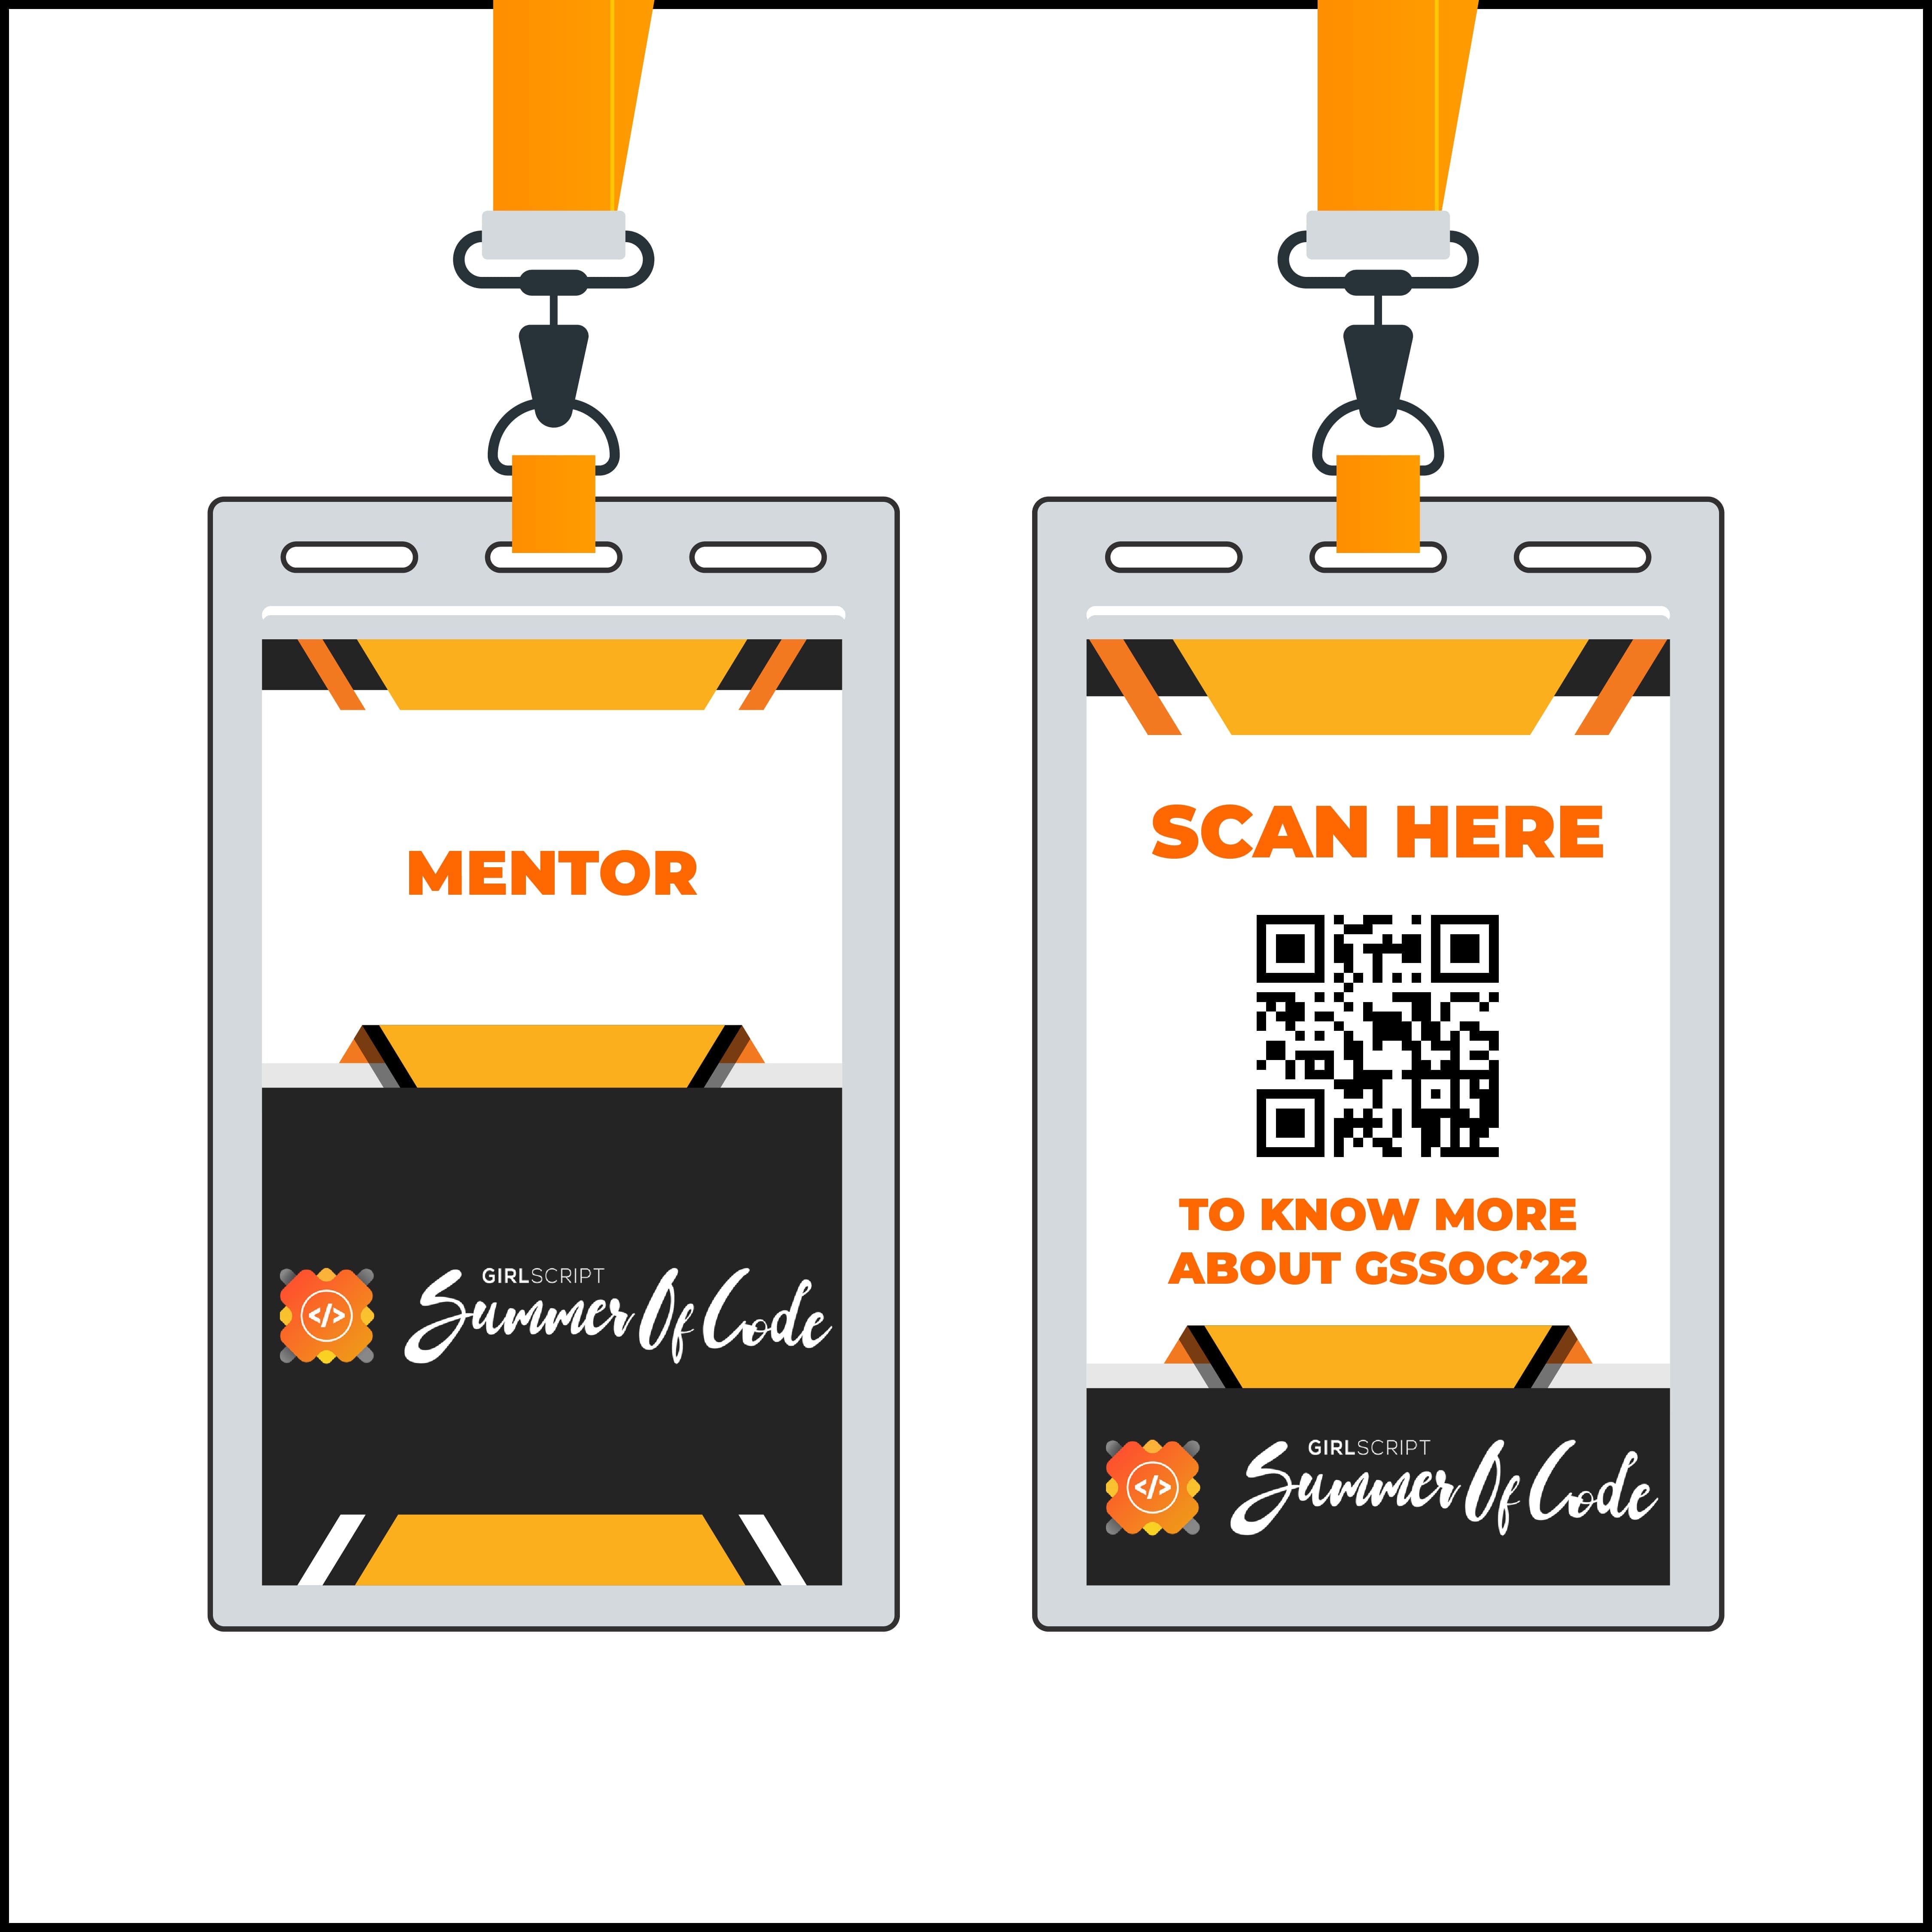 MENTOR
GIRLSCRIPT
Summer Of Code
SCAN HERE
TO KNOW MORE
ABOUT GSSOC’22
GIRLSCRIPT
Summer Of Code